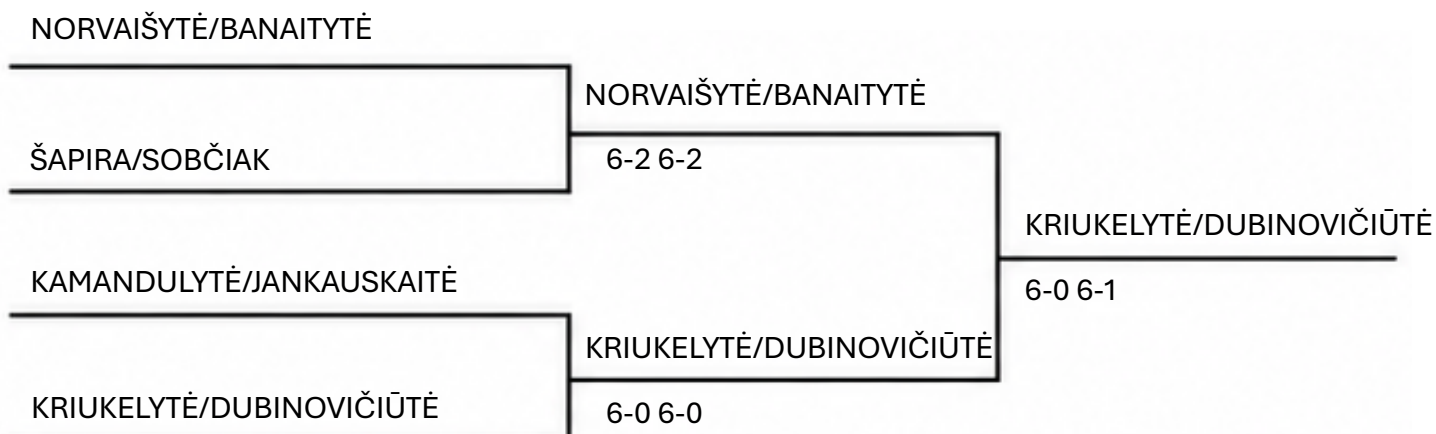 NORVAIŠYTĖ/BANAITYTĖ
ŠAPIRA/SOBČIAK
KAMANDULYTĖ/JANKAUSKAITĖ
KRIUKELYTĖ/DUBINOVIČIŪTĖ
NORVAIŠYTĖ/BANAITYTĖ
6-2 6-2
KRIUKELYTĖ/DUBINOVIČIŪTĖ
6-0 6-0
KRIUKELYTĖ/DUBINOVIČIŪTĖ
6-0 6-1